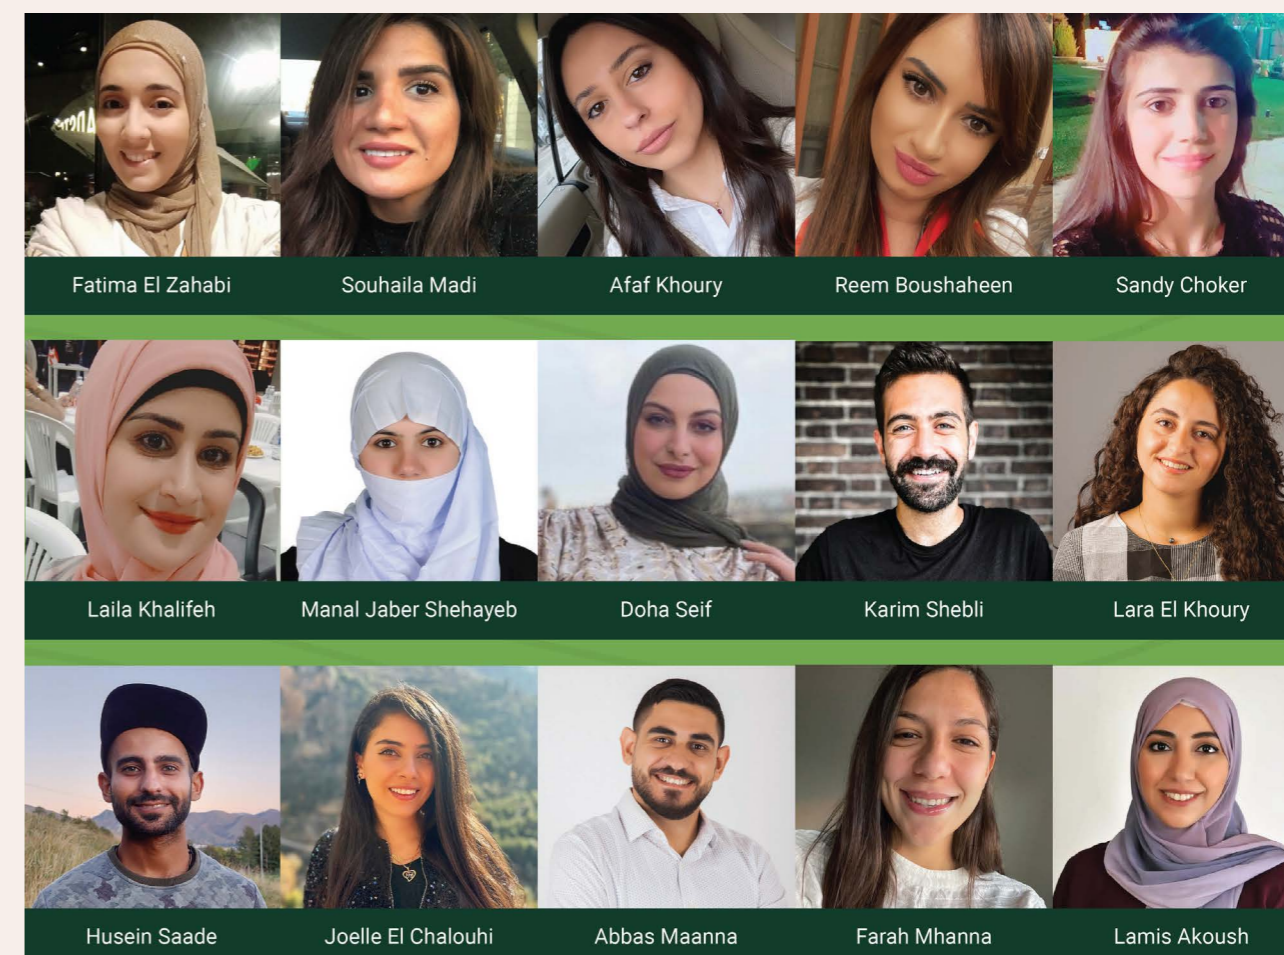 Fatima El Zahabi
Souhaila Madi
Afaf Khoury
Reem Boushaheen
Sandy Choker
Laila Khalifeh
Manal Jaber Shehayeb
Doha Seif
Karim Shebli
Lara El Khoury
Husein Saade
Joelle El Chalouhi
Abbas Maanna
Farah Mhanna
Lamis Akoush